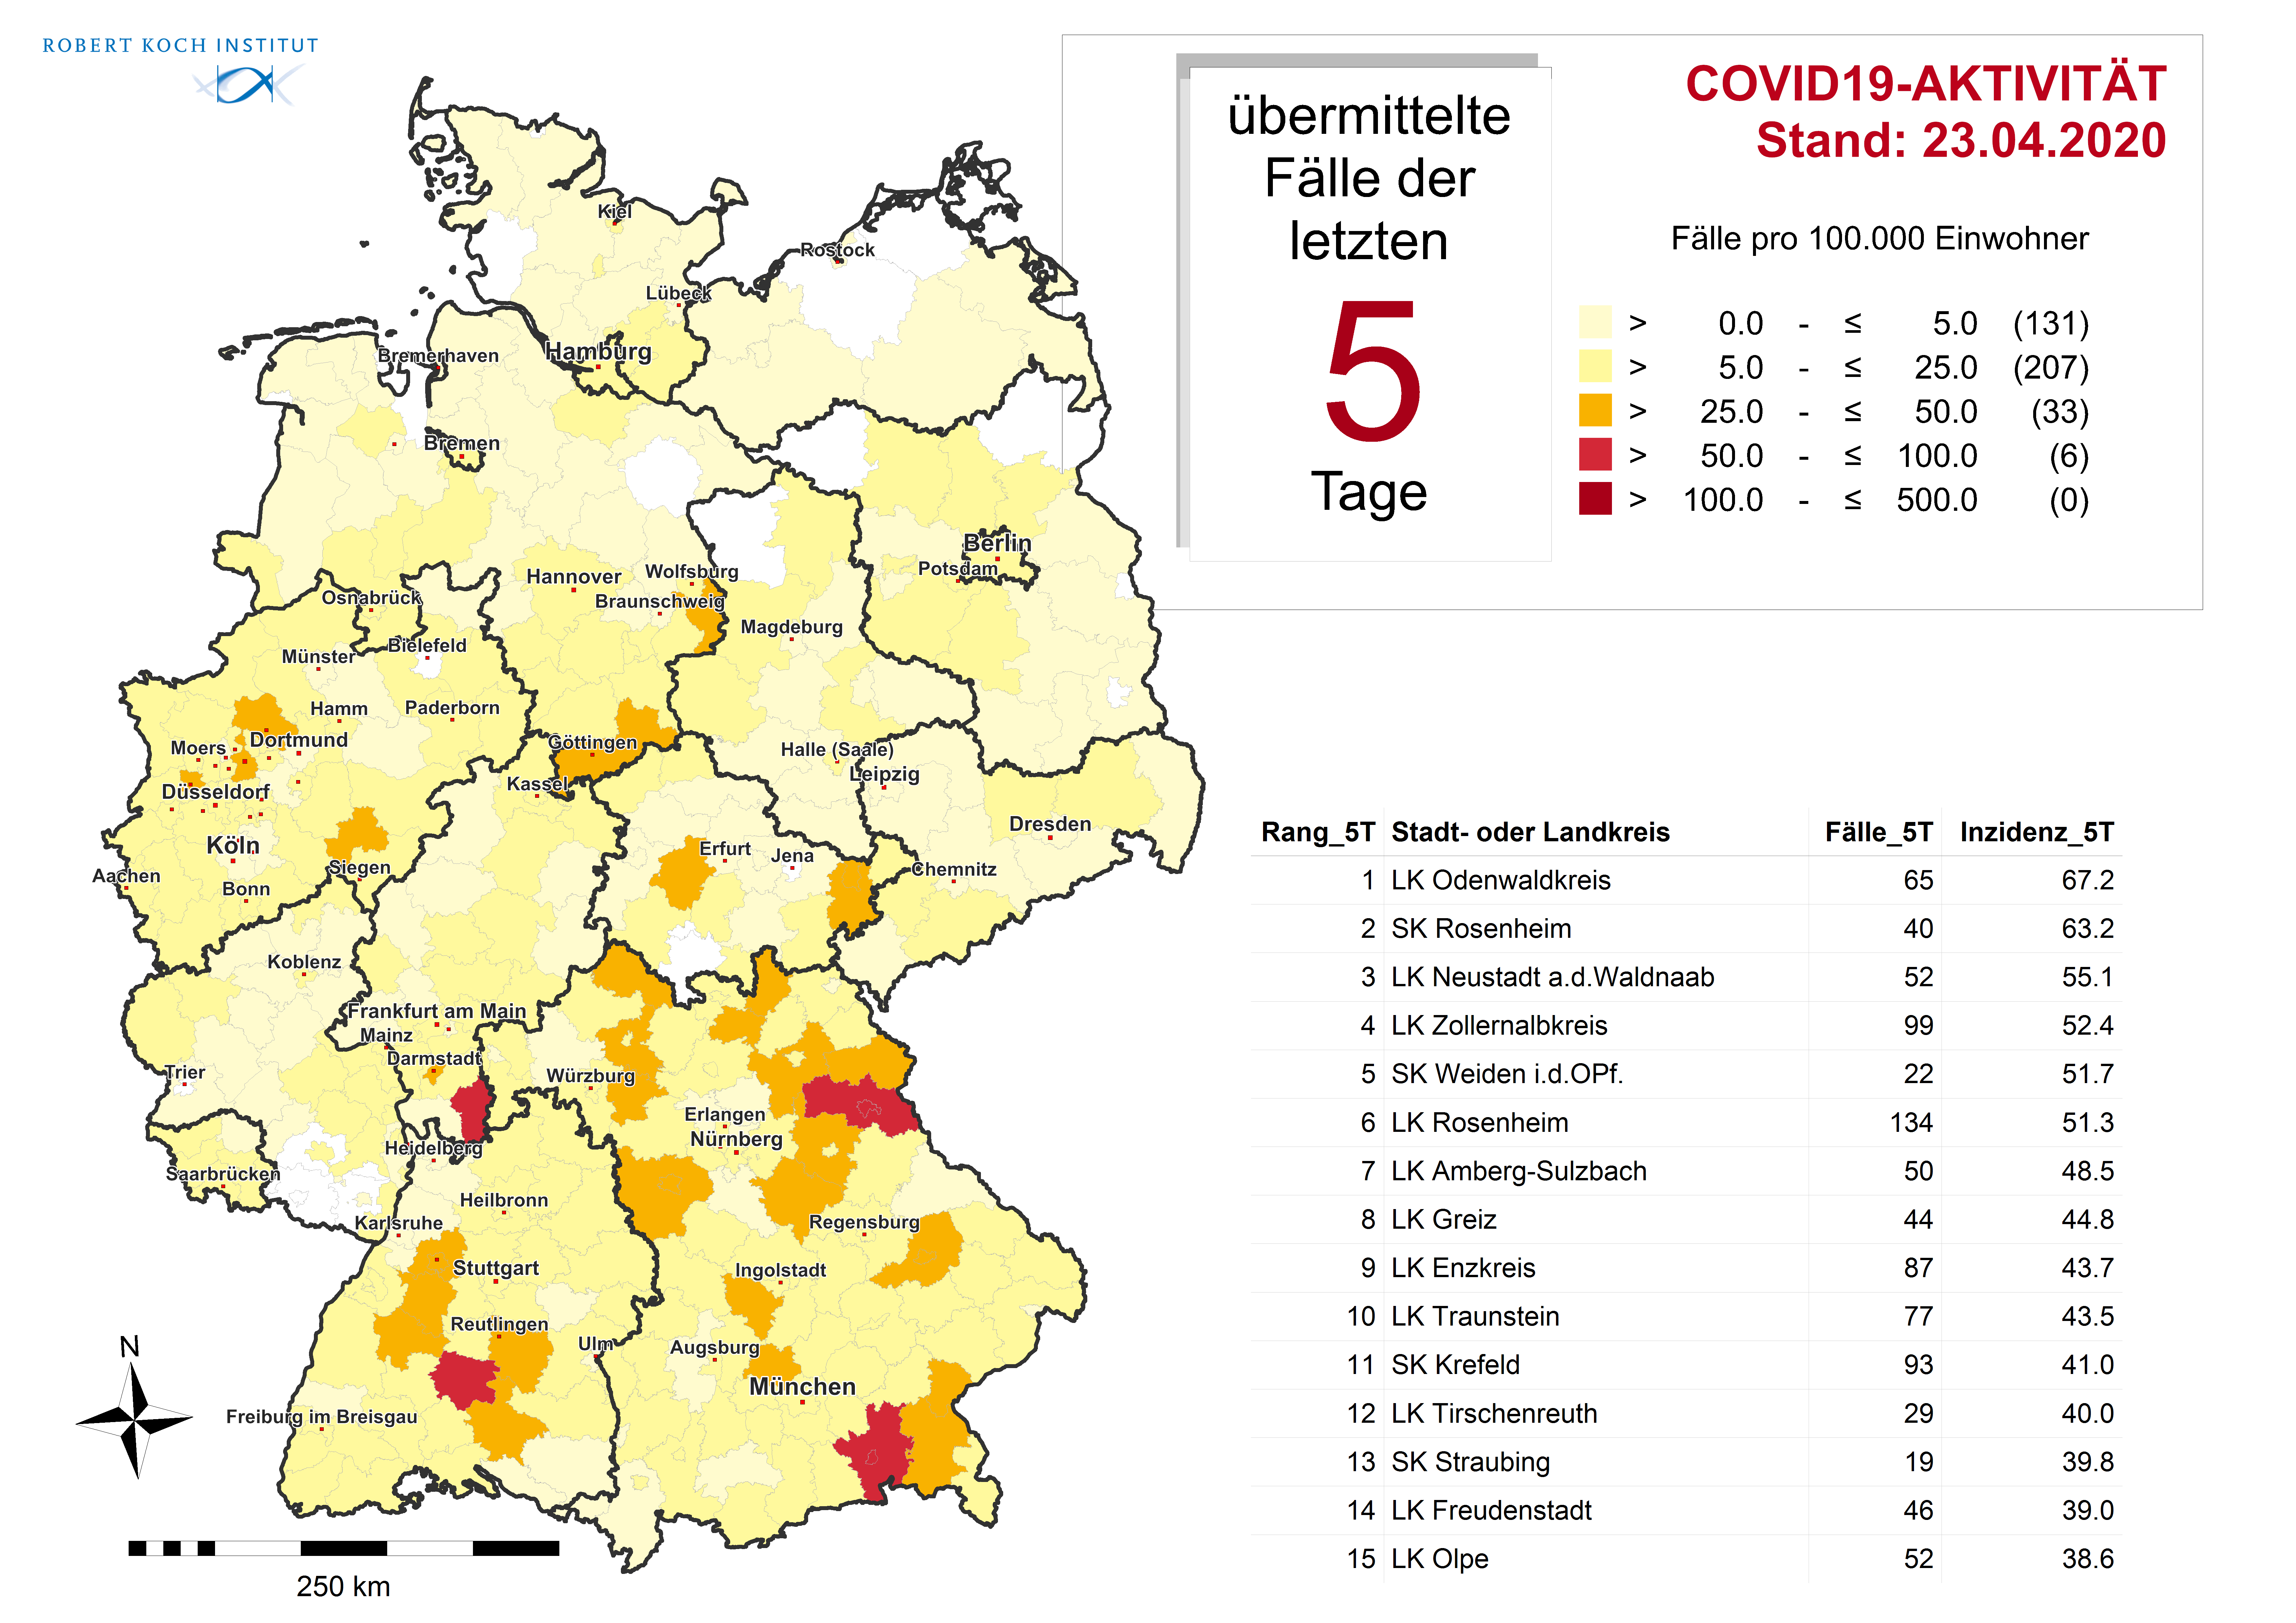 ROBERT KOCH INSTITUT
übermittelte
Fälle der
letzten
5
Tage
COVID19-AKTIVITÄT
Stand: 23.04.2020
Fälle pro 100.000 Einwohner
> 0.0 - ≤ 5.0 (131)
> 5.0 - ≤ 25.0 (207)
> 25.0 - ≤ 50.0 (33)
> 50.0 - ≤ 100.0 (6)
> 100.0 - ≤ 500.0 (0)
Kiel
Rostock
Lübeck
Hamburg
Bremerhaven
Bremen
Berlin
Potsdam
Hannover
Wolfsburg
Braunschweig
Osnabrück
Magdeburg
Bielefeld
Münster
Hamm
Paderborn
Moers
Dortmund
Göttingen
Halle (Saale)
Leipzig
Kassel
Düsseldorf
Dresden
Köln
Erfurt
Jena
Siegen
Chemnitz
Aachen
Bonn
Koblenz
Frankfurt am Main
Mainz
Darmstadt
Trier
Würzburg
Erlangen
Nürnberg
Heidelberg
Saarbrücken
Heilbronn
Karlsruhe
Regensburg
Stuttgart
Ingolstadt
Reutlingen
Ulm
Augsburg
München
Freiburg im Breisgau
N
250 km
Rang_5T Stadt- oder Landkreis Fälle_5T Inzidenz_5T
1 LK Odenwaldkreis 65 67.2
2 SK Rosenheim 40 63.2
3 LK Neustadt a.d.Waldnaab 52 55.1
4 LK Zollernalbkreis 99 52.4
5 SK Weiden i.d.OPf. 22 51.7
6 LK Rosenheim 134 51.3
7 LK Amberg-Sulzbach 50 48.5
8 LK Greiz 44 44.8
9 LK Enzkreis 87 43.7
10 LK Traunstein 77 43.5
11 SK Krefeld 93 41.0
12 LK Tirschenreuth 29 40.0
13 SK Straubing 19 39.8
14 LK Freudenstadt 46 39.0
15 LK Olpe 52 38.6